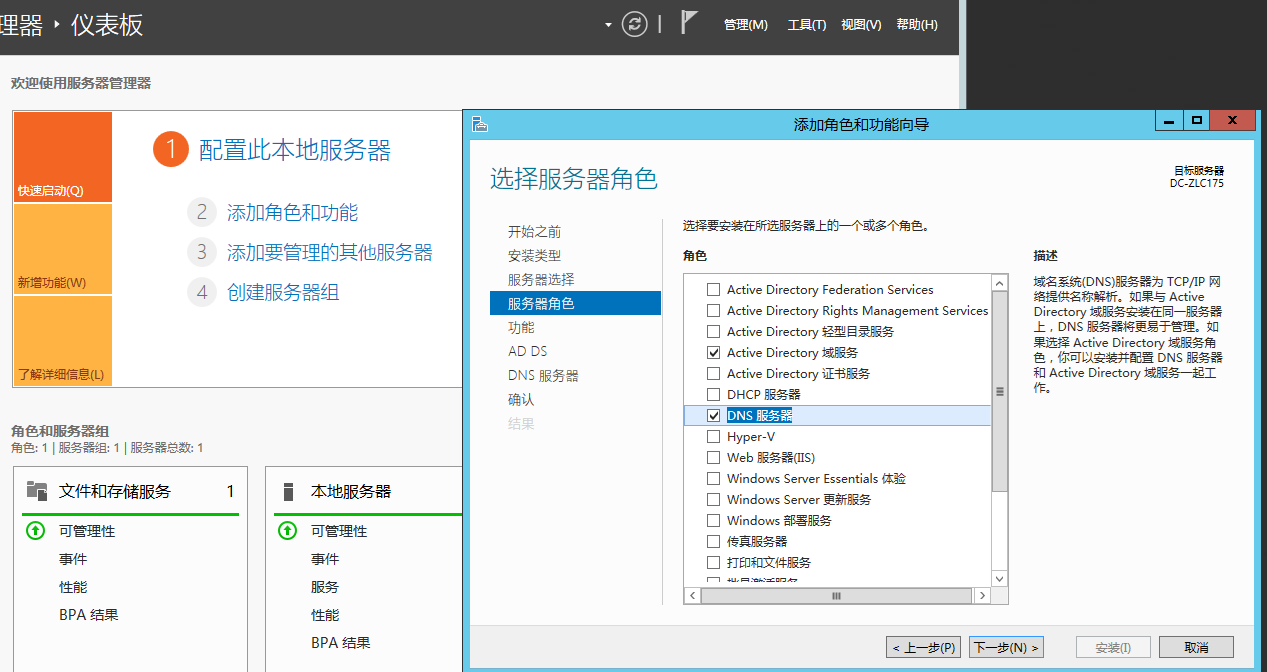 理器 ‣ 仪表板
管理(M) 工具(T) 视图(V) 帮助(H)
欢迎使用服务器管理器
快速启动(Q)
新增功能(W)
了解详细信息(L)
1 配置此本地服务器
2 添加角色和功能
3 添加要管理的其他服务器
4 创建服务器组
角色和服务器组
角色: 1 | 服务器组: 1 | 服务器总数: 1
文件和存储服务 1
可管理性
事件
性能
BPA 结果
本地服务器
可管理性
事件
服务
性能
BPA 结果
添加角色和功能向导
选择服务器角色
目标服务器
DC-ZLC175
开始之前
安装类型
服务器选择
服务器角色
功能
AD DS
DNS 服务器
确认
结果
选择要安装在所选服务器上的一个或多个角色。
角色
Active Directory Federation Services
Active Directory Rights Management Services
Active Directory 轻型目录服务
Active Directory 域服务
Active Directory 证书服务
DHCP 服务器
DNS 服务器
Hyper-V
Web 服务器(IIS)
Windows Server Essentials 体验
Windows Server 更新服务
Windows 部署服务
传真服务器
打印和文件服务
批量激活服务
描述
域名系统(DNS)服务器为 TCP/IP 网
络提供名称解析。如果与 Active
Directory 域服务安装在同一服务器
上，DNS 服务器将更易于管理。如
果选择 Active Directory 域服务角
色，你可以安装并配置 DNS 服务器
和 Active Directory 域服务一起工
作。
< 上一步(P)
下一步(N) >
安装(I)
取消